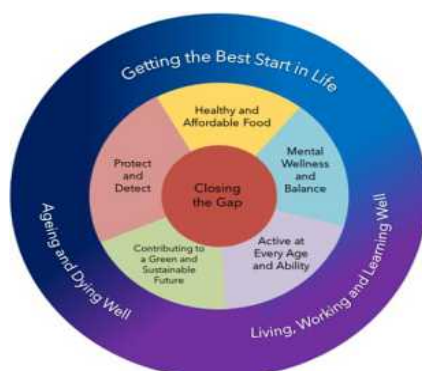 Getting the Best Start in Life
Healthy and
Affordable Food
Protect
and
Detect
Mental
Wellness
and
Balance
Closing
the Gap
Contributing to
a Green and
Sustainable
Future
Active at
Every Age
and Ability
Ageing and Dying Well
Living, Working and Learning Well